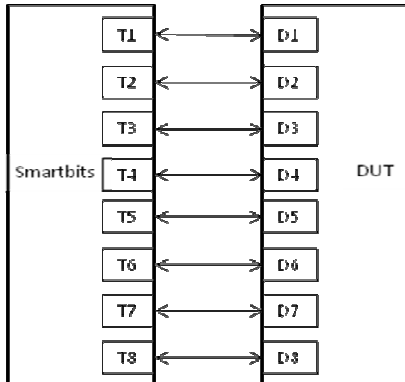 T1 D1
T2 D2
T3 D3
Smartbits T4 D4 DUT
T5 D5
T6 D6
T7 D7
T8 D8